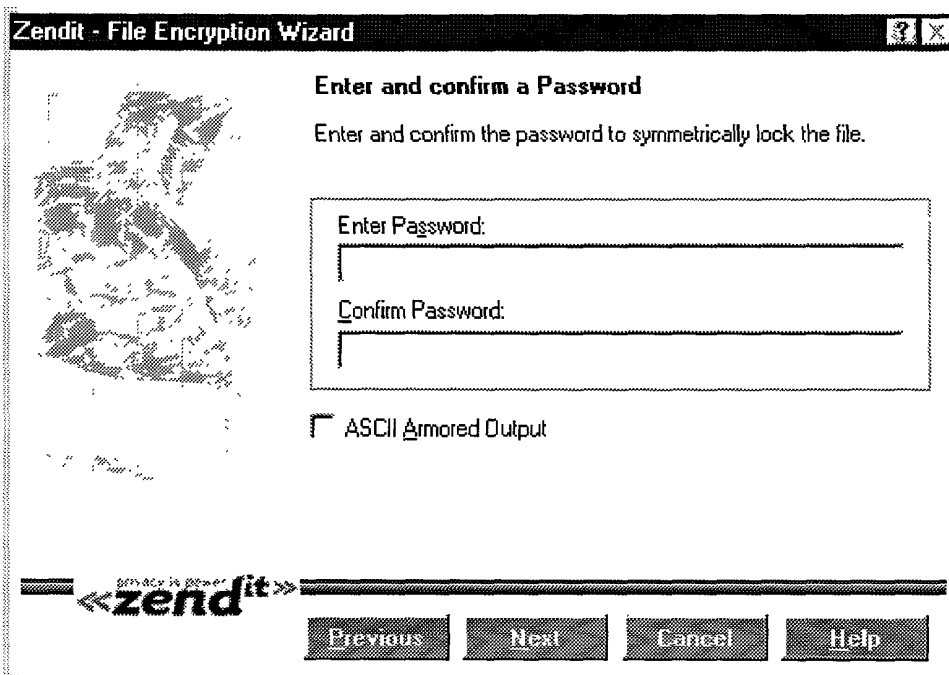 Zendit - File Encryption Wizard
Enter and confirm a Password
Enter and confirm the password to symmetrically lock the file.
Enter Password:
Confirm Password:
ASCII Armored Output
privacy is power
«zendit»
Previous Next Cancel Help